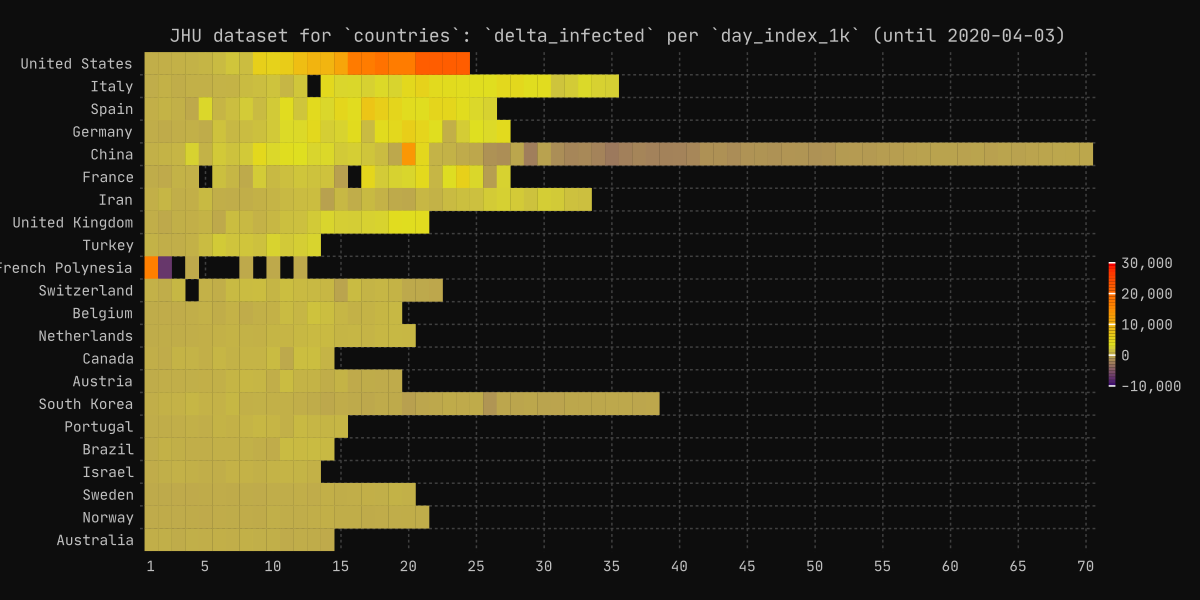 JHU dataset for `countries`: `delta_infected` per `day_index_1k` (until 2020-04-03)
United States
Italy
Spain
Germany
China
France
Iran
United Kingdom
Turkey
French Polynesia
Switzerland
Belgium
Netherlands
Canada
Austria
South Korea
Portugal
Brazil
Israel
Sweden
Norway
Australia
1 5 10 15 20 25 30 35 40 45 50 55 60 65 70
30,000
20,000
10,000
0
-10,000